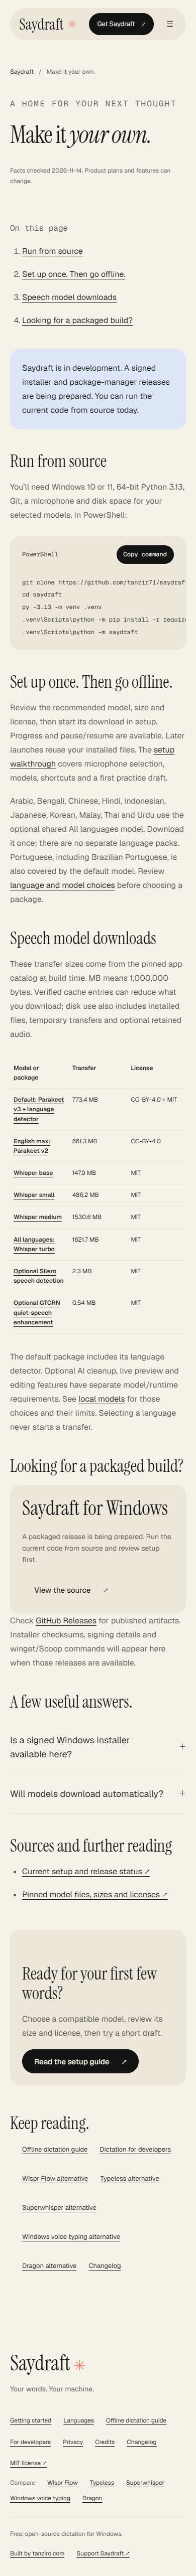 Saydraft
Get Saydraft ↗
Saydraft / Make it your own.
A HOME FOR YOUR NEXT THOUGHT
Make it your own.
Facts checked 2026-11-14. Product plans and features can
change.
On this page
1. Run from source
2. Set up once. Then go offline.
3. Speech model downloads
4. Looking for a packaged build?
Saydraft is in development. A signed
installer and package-manager releases
are being prepared. You can run the
current code from source today.
Run from source
You'll need Windows 10 or 11, 64-bit Python 3.13,
Git, a microphone and disk space for your
selected models. In PowerShell:
PowerShell
Copy command
git clone https://github.com/tanzir71/saydraf
cd saydraft
py -3.13 -m venv .venv
.venv\Scripts\python -m pip install -r requir
.venv\Scripts\python -m saydraft
Set up once. Then go offline.
Review the recommended model, size and
license, then start its download in setup.
Progress and pause/resume are available. Later
launches reuse your installed files. The setup
walkthrough covers microphone selection,
models, shortcuts and a first practice draft.
Arabic, Bengali, Chinese, Hindi, Indonesian,
Japanese, Korean, Malay, Thai and Urdu use the
optional shared All languages model. Download
it once; there are no separate language packs.
Portuguese, including Brazilian Portuguese, is
also covered by the default model. Review
language and model choices before choosing a
package.
Speech model downloads
These transfer sizes come from the pinned app
catalog at build time. MB means 1,000,000
bytes. Verified cache entries can reduce what
you download; disk use also includes installed
files, temporary transfers and optional retained
audio.
Model or
package
Transfer
License
Default: Parakeet
v3 + language
detector
773.4 MB
CC-BY-4.0 + MIT
English max:
Parakeet v2
661.3 MB
CC-BY-4.0
Whisper base
147.9 MB
MIT
Whisper small
486.2 MB
MIT
Whisper medium
1530.6 MB
MIT
All languages:
Whisper turbo
1621.7 MB
MIT
Optional Silero
speech detection
2.3 MB
MIT
Optional GTCRN
quiet-speech
enhancement
0.54 MB
MIT
The default package includes its language
detector. Optional AI cleanup, live preview and
editing features have separate model/runtime
requirements. See local models for those
choices and their limits. Selecting a language
never starts a transfer.
Looking for a packaged build?
Saydraft for Windows
A packaged release is being prepared. Run the
current code from source and review setup
first.
View the source ↗
Check GitHub Releases for published artifacts.
Installer checksums, signing details and
winget/Scoop commands will appear here
when those releases are available.
A few useful answers.
Is a signed Windows installer
available here?
+
Will models download automatically?
+
Sources and further reading
• Current setup and release status ↗
• Pinned model files, sizes and licenses ↗
Ready for your first few
words?
Choose a compatible model, review its
size and license, then try a short draft.
Read the setup guide ↗
Keep reading.
Offline dictation guide Dictation for developers
Wispr Flow alternative Typeless alternative
Superwhisper alternative
Windows voice typing alternative
Dragon alternative Changelog
Saydraft
Your words. Your machine.
Getting started Languages Offline dictation guide
For developers Privacy Credits Changelog
MIT license ↗
Compare Wispr Flow Typeless Superwhisper
Windows voice typing Dragon
Free, open-source dictation for Windows.
Built by tanziro.com Support Saydraft ↗